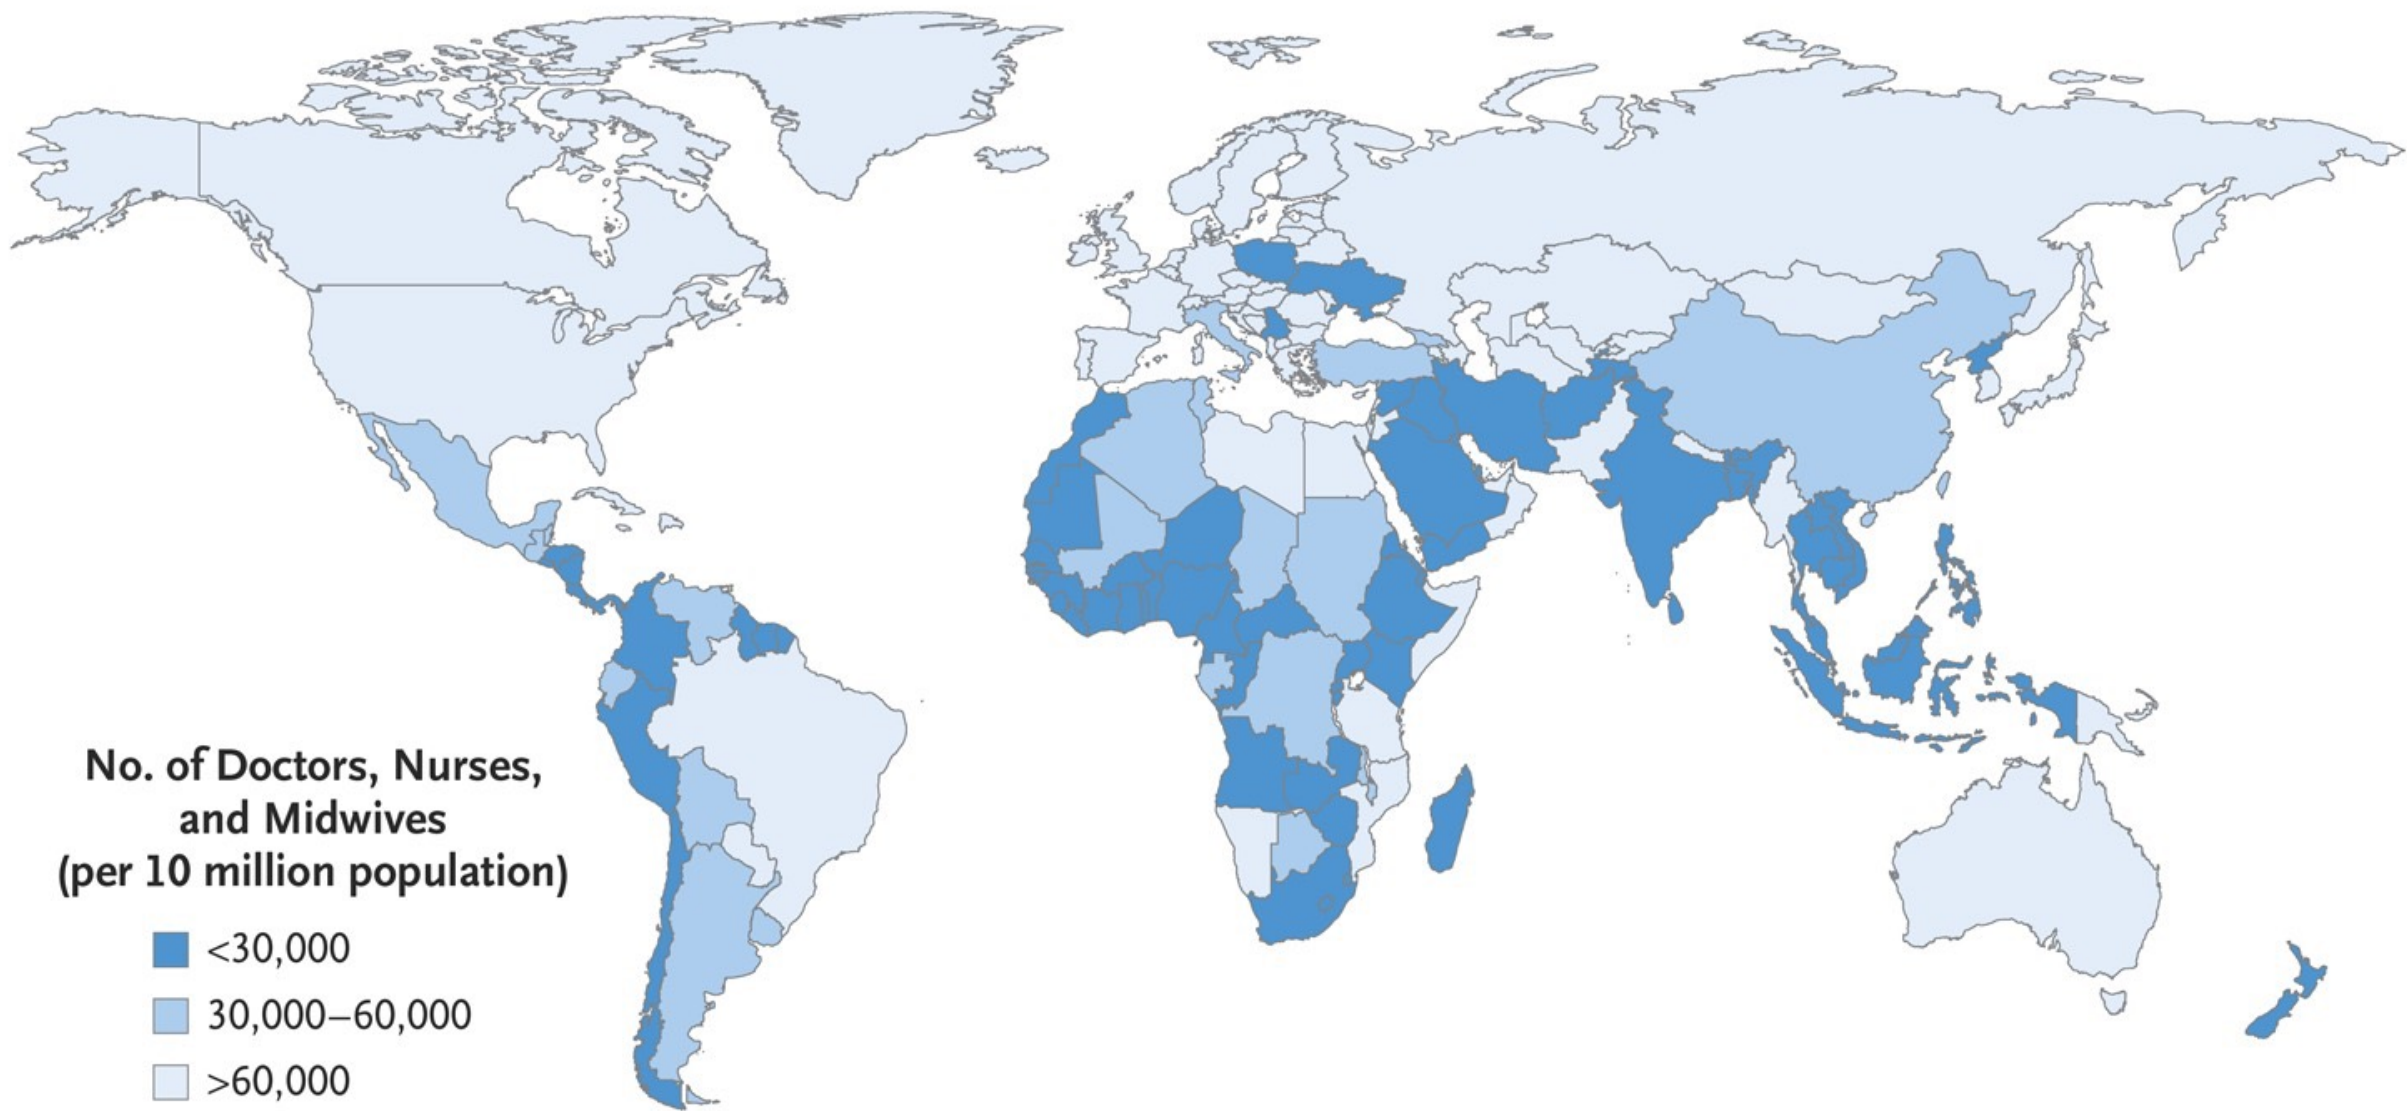 No. of Doctors, Nurses,
and Midwives
(per 10 million population)
<30,000
30,000–60,000
>60,000